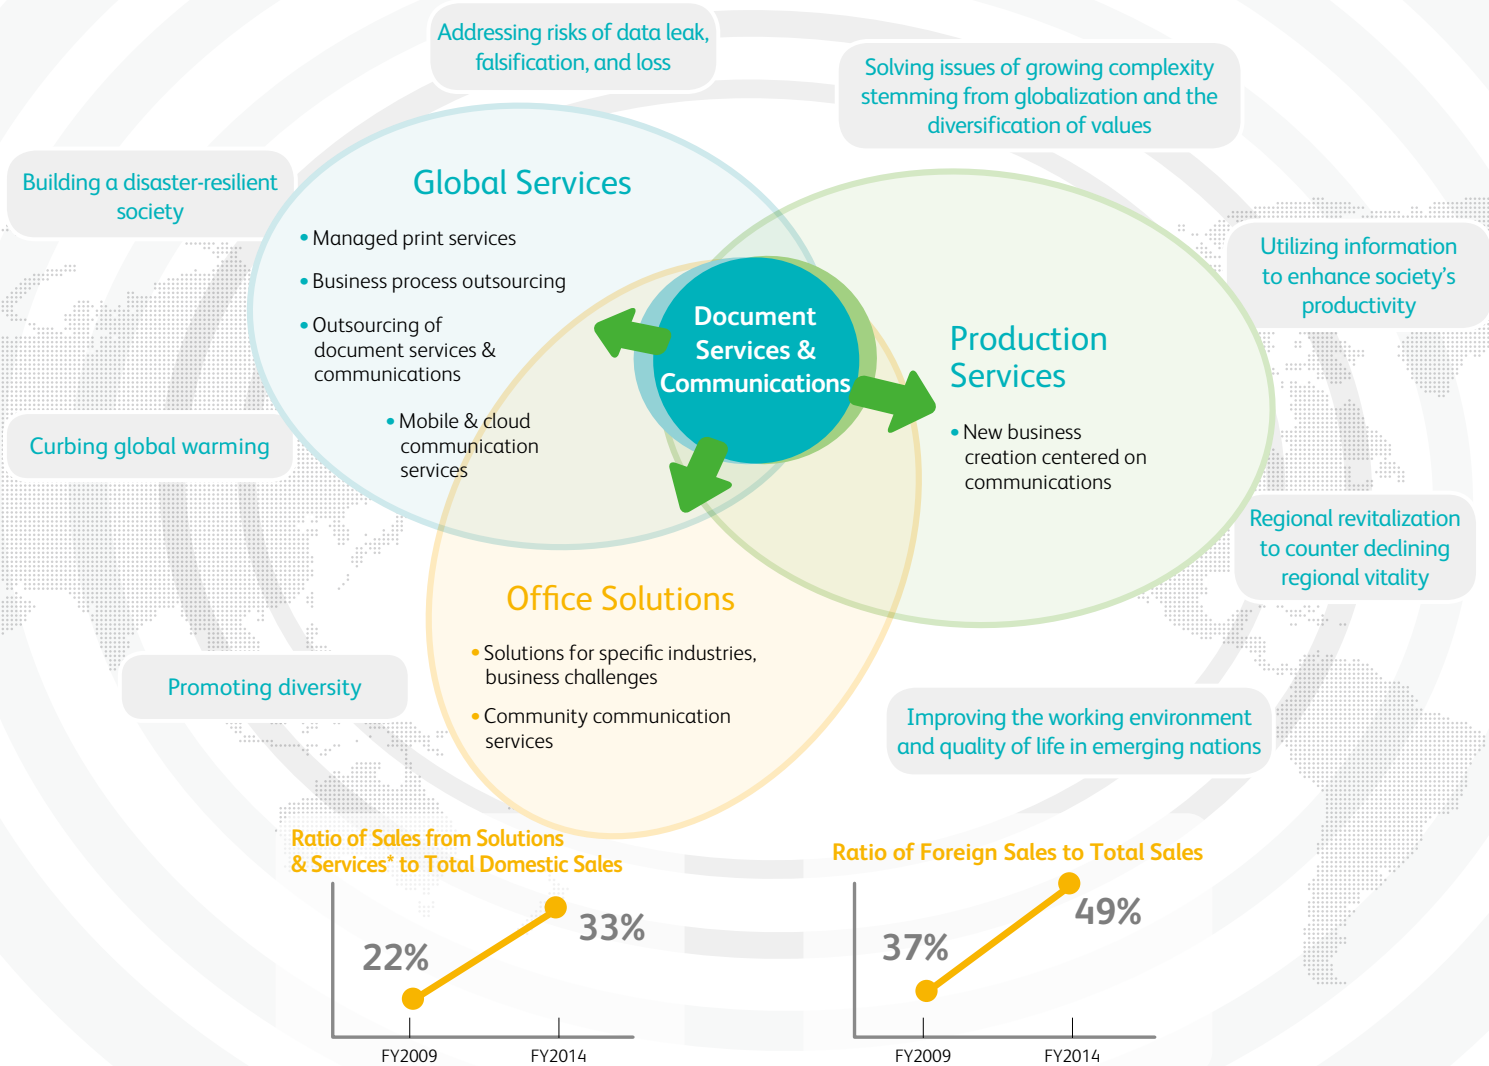 Addressing risks of data leak,
falsification, and loss
Solving issues of growing complexity
stemming from globalization and the
diversification of values
Building a disaster-resilient
society
Global Services
• Managed print services
• Business process outsourcing
• Outsourcing of
document services &
communications
• Mobile & cloud
communication
services
Document
Services &
Communications
Production
Services
• New business
creation centered on
communications
Utilizing information
to enhance society's
productivity
Curbing global warming
Regional revitalization
to counter declining
regional vitality
Office Solutions
• Solutions for specific industries,
business challenges
• Community communication
services
Promoting diversity
Improving the working environment
and quality of life in emerging nations
Ratio of Sales from Solutions
& Services* to Total Domestic Sales
22%
33%
FY2009
FY2014
Ratio of Foreign Sales to Total Sales
37%
49%
FY2009
FY2014